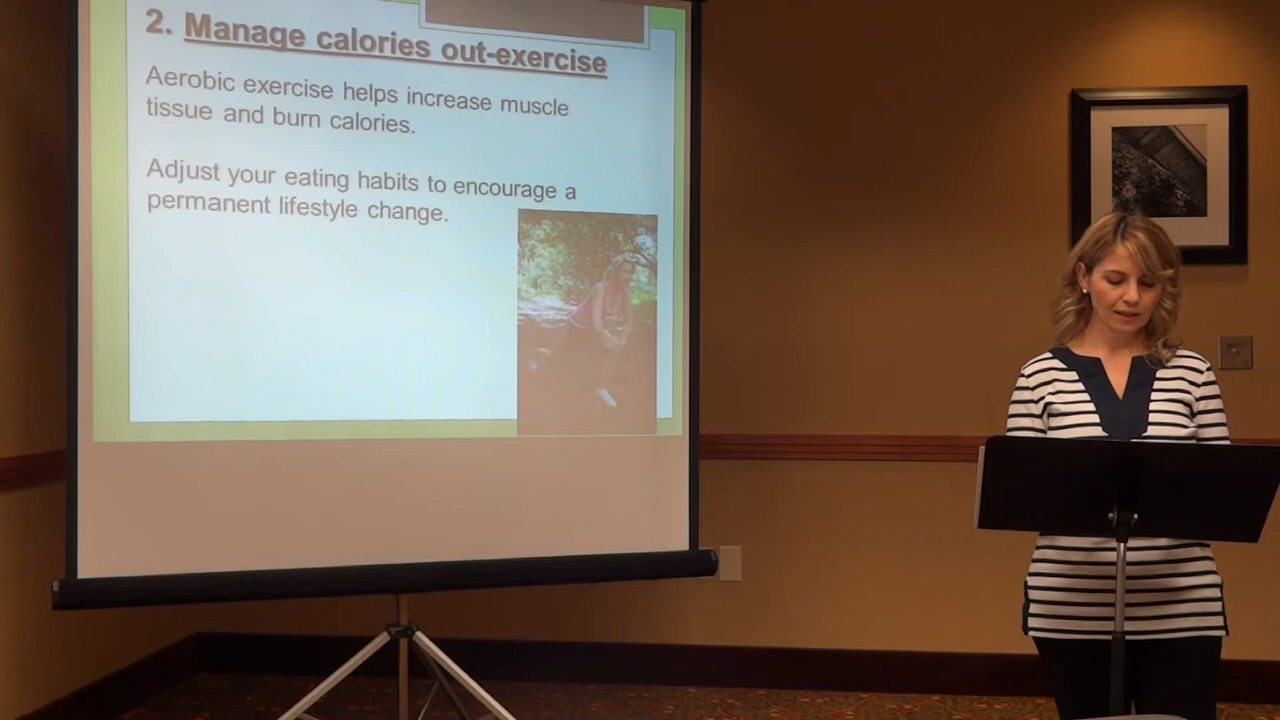 2. Manage calories out-exercise
Aerobic exercise helps increase muscle
tissue and burn calories.
Adjust your eating habits to encourage a
permanent lifestyle change.